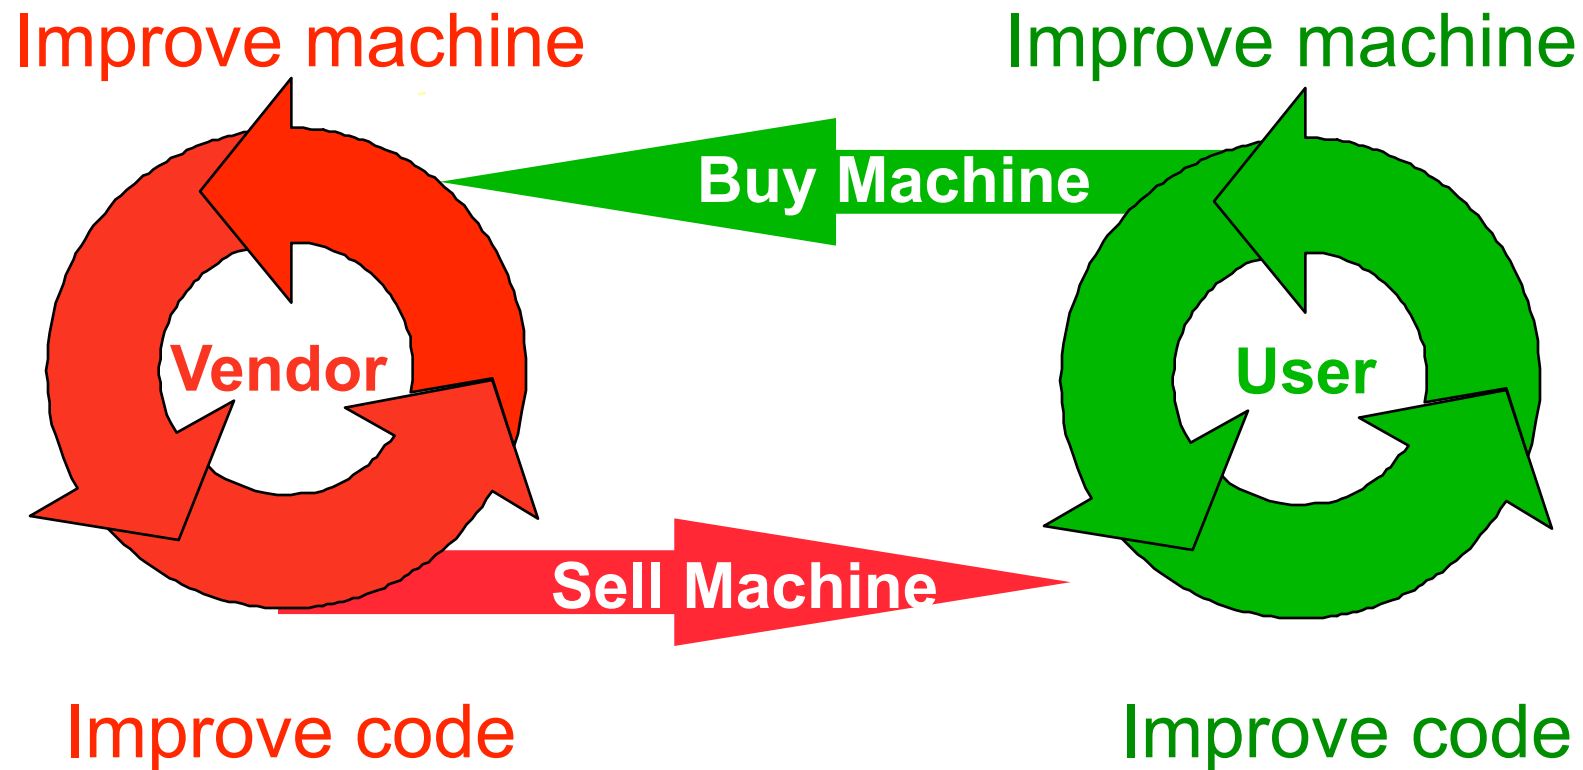 Improve machine
Improve machine
Buy Machine
Vendor
User
Sell Machine
Improve code
Improve code